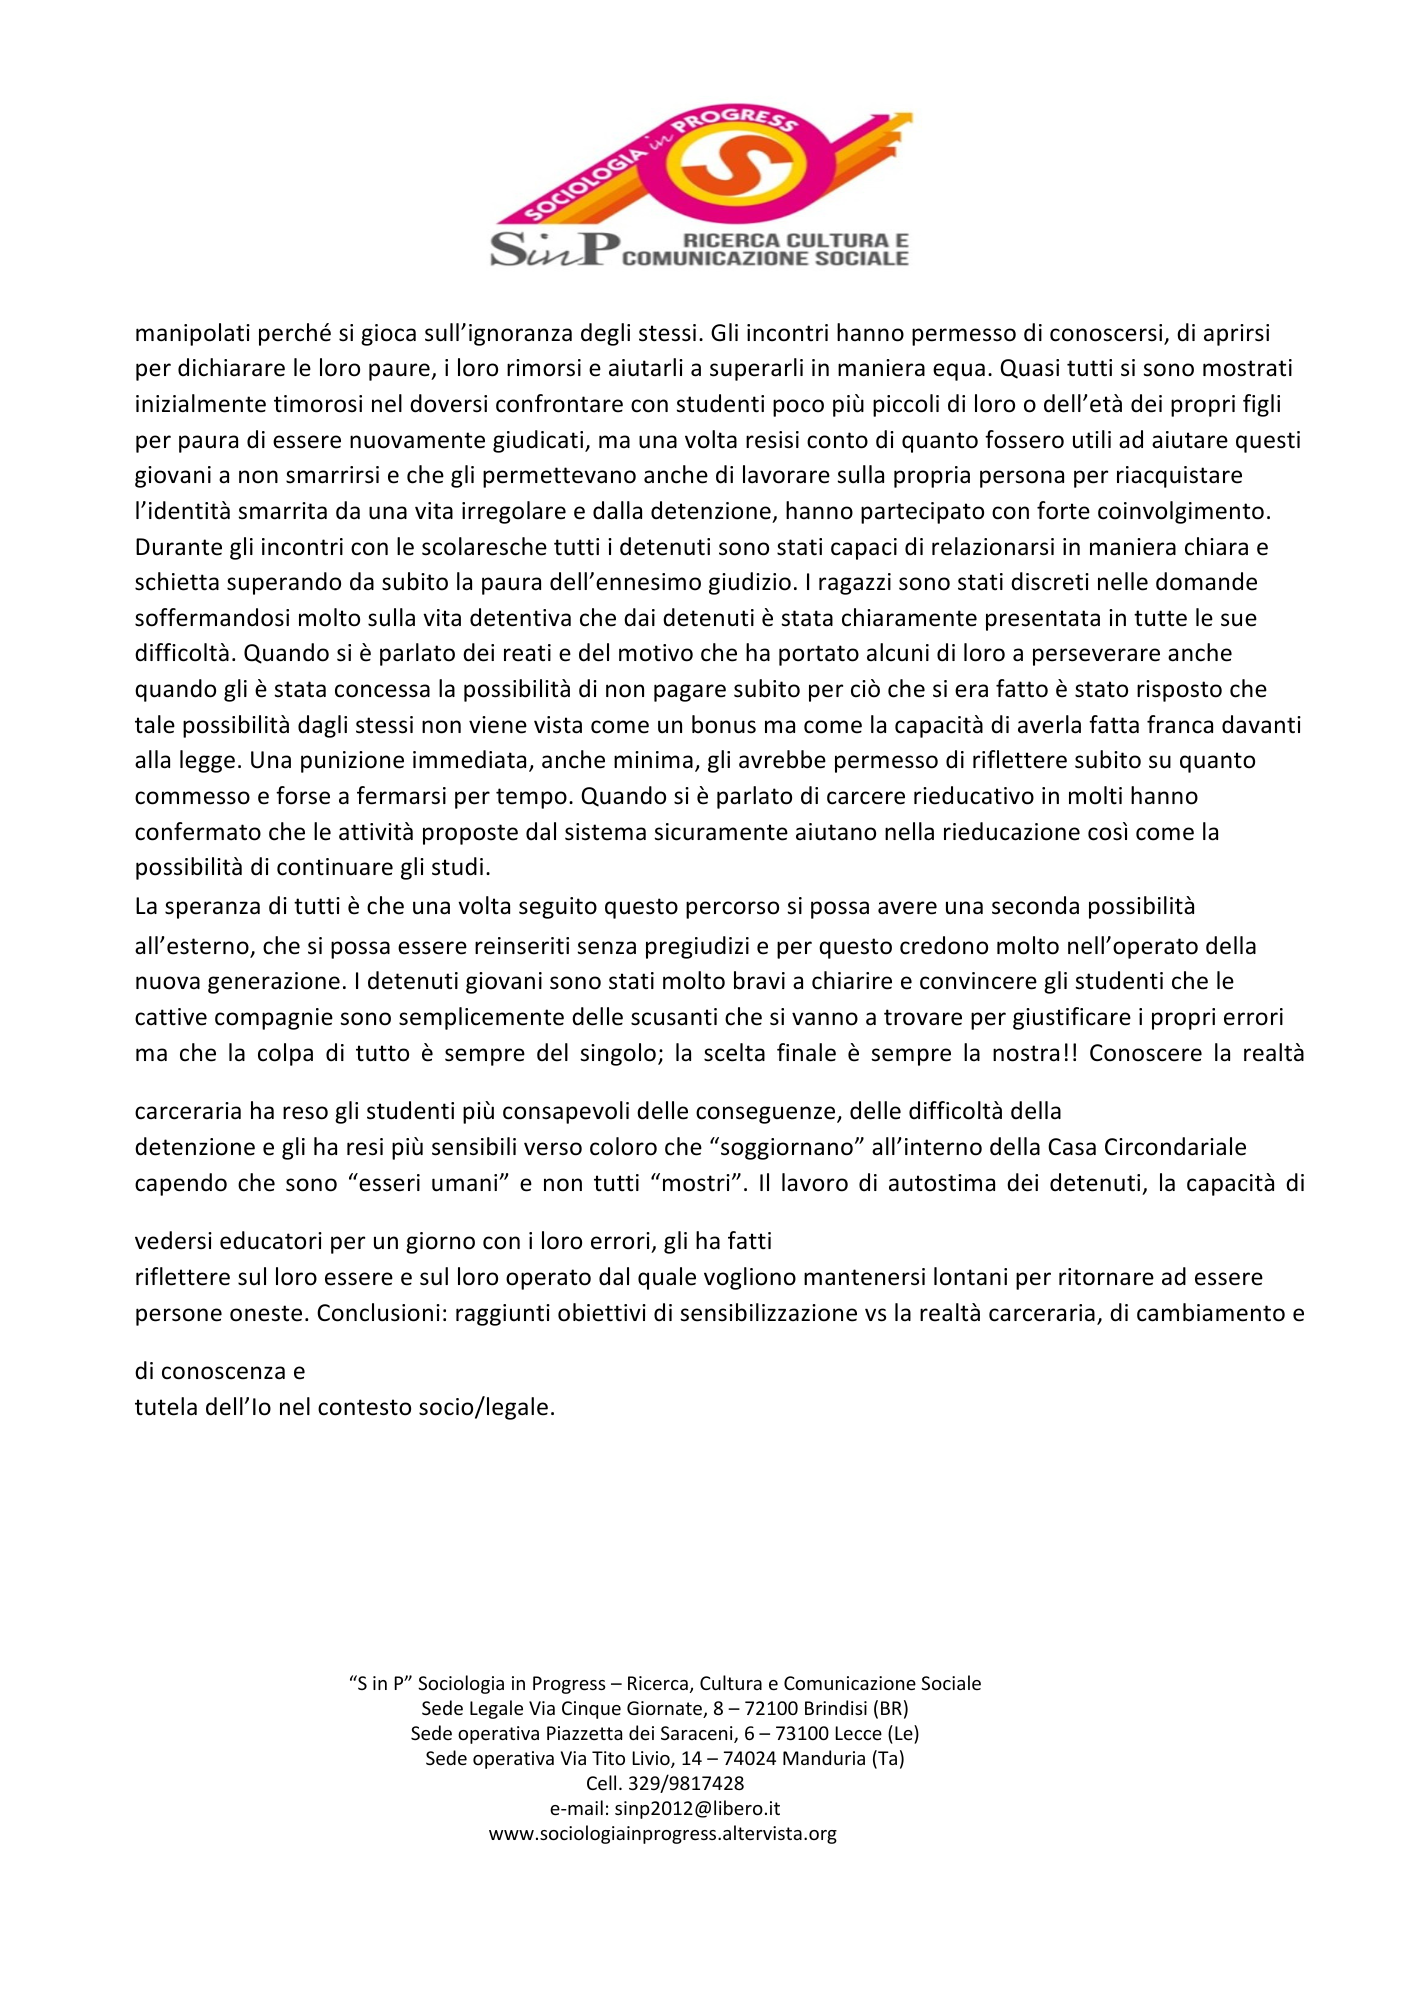 SOCIOLOGIA in PROGRESS
S
SinP RICERCA CULTURA E
COMUNICAZIONE SOCIALE
manipolati perché si gioca sull’ignoranza degli stessi. Gli incontri hanno permesso di conoscersi, di aprirsi
per dichiarare le loro paure, i loro rimorsi e aiutarli a superarli in maniera equa. Quasi tutti si sono mostrati
inizialmente timorosi nel doversi confrontare con studenti poco più piccoli di loro o dell’età dei propri figli
per paura di essere nuovamente giudicati, ma una volta resisi conto di quanto fossero utili ad aiutare questi
giovani a non smarrirsi e che gli permettevano anche di lavorare sulla propria persona per riacquistare
l’identità smarrita da una vita irregolare e dalla detenzione, hanno partecipato con forte coinvolgimento.
Durante gli incontri con le scolaresche tutti i detenuti sono stati capaci di relazionarsi in maniera chiara e
schietta superando da subito la paura dell’ennesimo giudizio. I ragazzi sono stati discreti nelle domande
soffermandosi molto sulla vita detentiva che dai detenuti è stata chiaramente presentata in tutte le sue
difficoltà. Quando si è parlato dei reati e del motivo che ha portato alcuni di loro a perseverare anche
quando gli è stata concessa la possibilità di non pagare subito per ciò che si era fatto è stato risposto che
tale possibilità dagli stessi non viene vista come un bonus ma come la capacità di averla fatta franca davanti
alla legge. Una punizione immediata, anche minima, gli avrebbe permesso di riflettere subito su quanto
commesso e forse a fermarsi per tempo. Quando si è parlato di carcere rieducativo in molti hanno
confermato che le attività proposte dal sistema sicuramente aiutano nella rieducazione così come la
possibilità di continuare gli studi.
La speranza di tutti è che una volta seguito questo percorso si possa avere una seconda possibilità
all’esterno, che si possa essere reinseriti senza pregiudizi e per questo credono molto nell’operato della
nuova generazione. I detenuti giovani sono stati molto bravi a chiarire e convincere gli studenti che le
cattive compagnie sono semplicemente delle scusanti che si vanno a trovare per giustificare i propri errori
ma che la colpa di tutto è sempre del singolo; la scelta finale è sempre la nostra!! Conoscere la realtà
carceraria ha reso gli studenti più consapevoli delle conseguenze, delle difficoltà della
detenzione e gli ha resi più sensibili verso coloro che “soggiornano” all’interno della Casa Circondariale
capendo che sono “esseri umani” e non tutti “mostri”. Il lavoro di autostima dei detenuti, la capacità di
vedersi educatori per un giorno con i loro errori, gli ha fatti
riflettere sul loro essere e sul loro operato dal quale vogliono mantenersi lontani per ritornare ad essere
persone oneste. Conclusioni: raggiunti obiettivi di sensibilizzazione vs la realtà carceraria, di cambiamento e
di conoscenza e
tutela dell’Io nel contesto socio/legale.
“S in P” Sociologia in Progress – Ricerca, Cultura e Comunicazione Sociale
Sede Legale Via Cinque Giornate, 8 – 72100 Brindisi (BR)
Sede operativa Piazzetta dei Saraceni, 6 – 73100 Lecce (Le)
Sede operativa Via Tito Livio, 14 – 74024 Manduria (Ta)
Cell. 329/9817428
e-mail: sinp2012@libero.it
www.sociologiainprogress.altervista.org